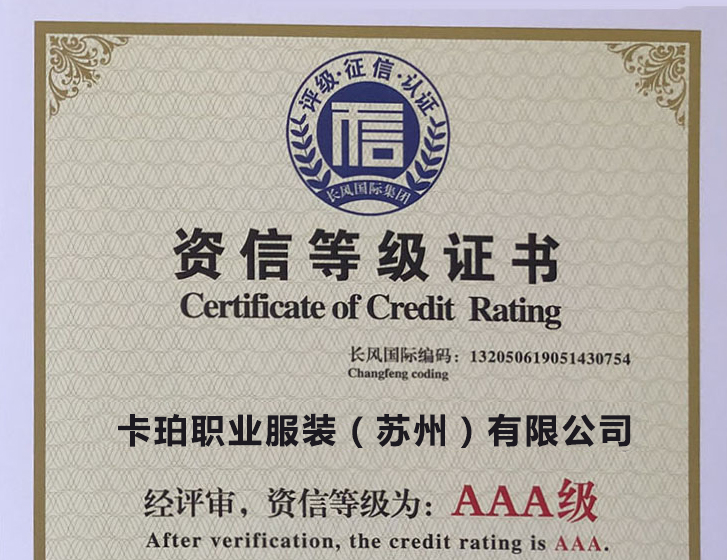 评级·征信·认证
信
长风国际集团
资信等级证书
Certificate of Credit Rating
长风国际编码：132050619051430754
Changfeng coding
卡珀职业服装（苏州）有限公司
经评审，资信等级为：AAA级
After verification, the credit rating is AAA.